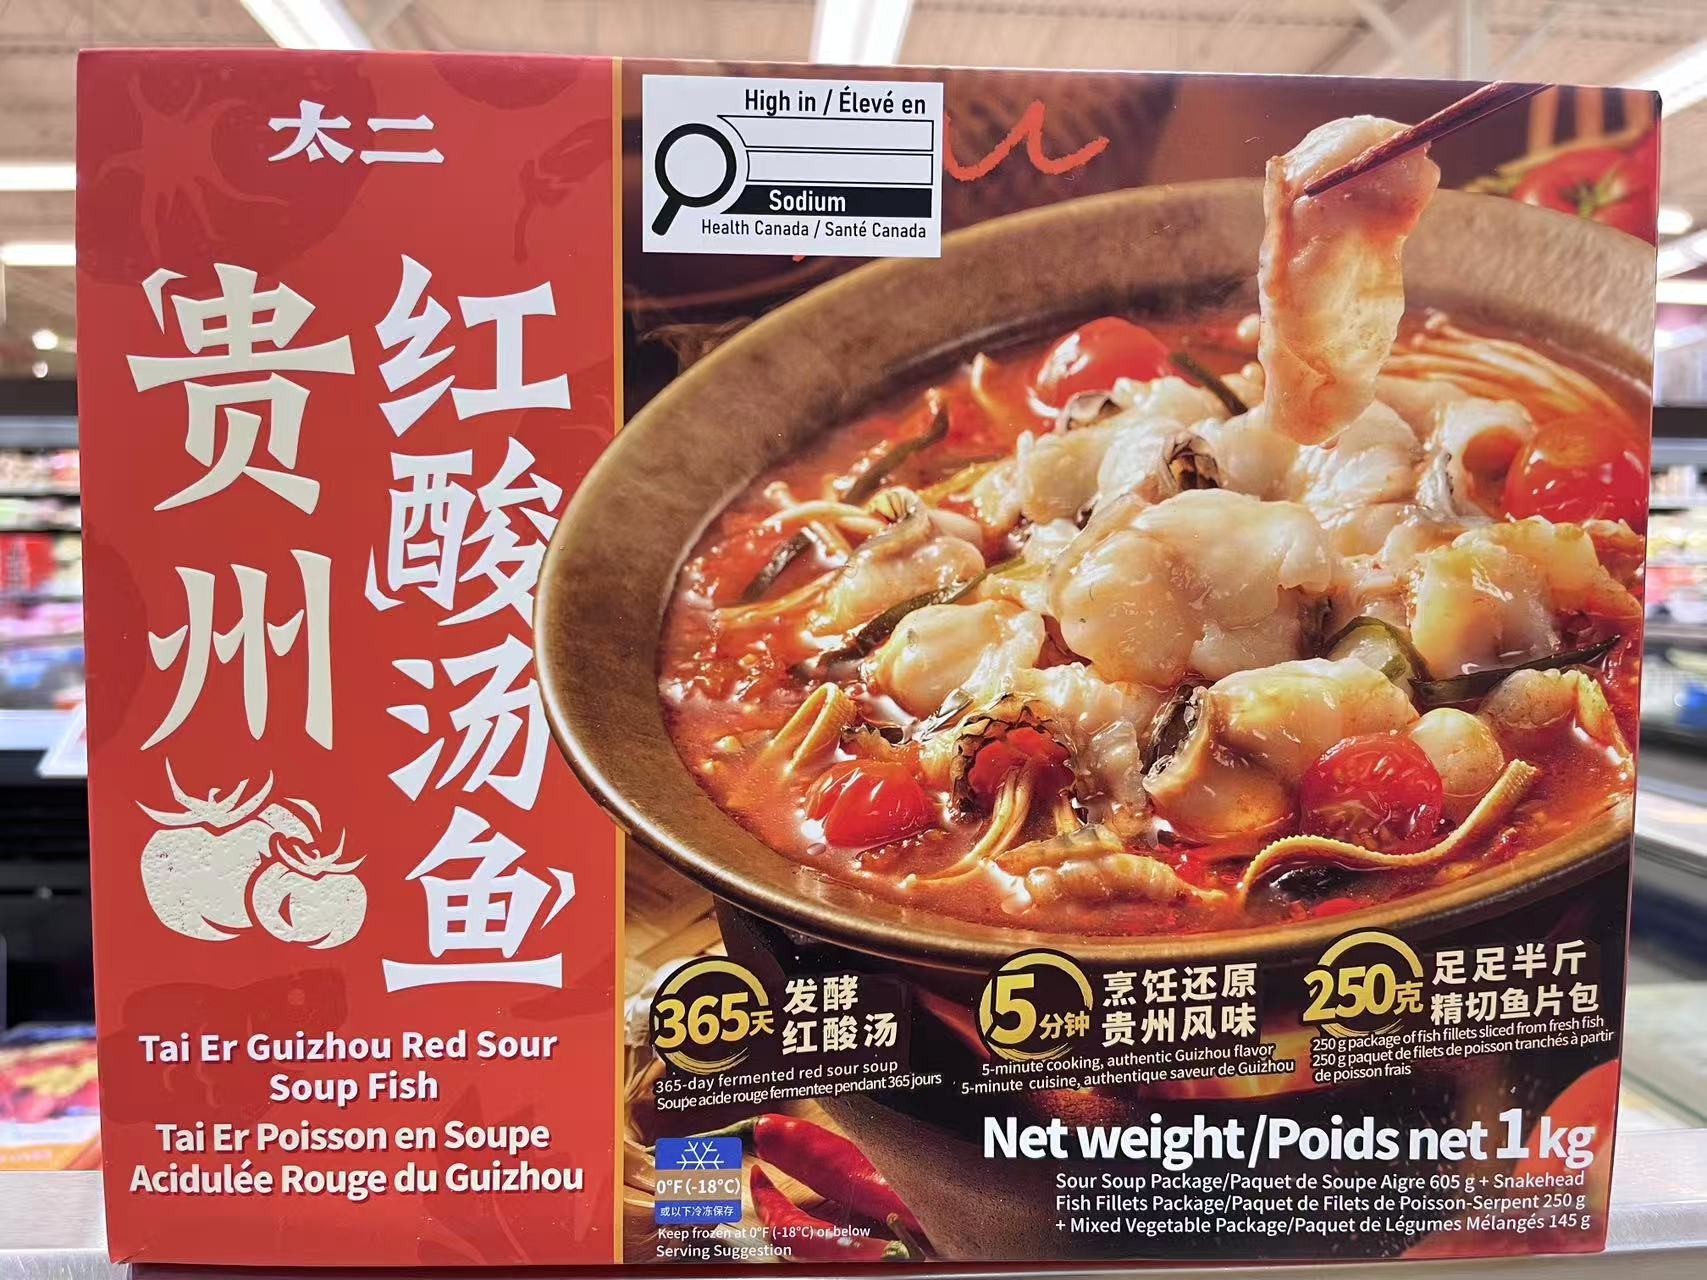 太二
「贵州
红酸汤鱼」
Tai Er Guizhou Red Sour
Soup Fish
Tai Er Poisson en Soupe
Acidulée Rouge du Guizhou
High in / Élevé en
Sodium
Health Canada / Santé Canada
365天
发酵
红酸汤
365-day fermented red sour soup
Soupe acide rouge fermentee pendant 365 jours
5分钟
烹饪还原
贵州风味
5-minute cooking, authentic Guizhou flavor
5-minute cuisine, authentique saveur de Guizhou
250克
足足半斤
精切鱼片包
250 g package of fish fillets sliced from fresh fish
250 g paquet de filets de poisson tranchés à partir
de poisson frais
0°F (-18°C)
或以下冷冻保存
Keep frozen at 0°F (-18°C) or below
Serving Suggestion
Net weight/Poids net 1 kg
Sour Soup Package/Paquet de Soupe Aigre 605 g + Snakehead
Fish Fillets Package/Paquet de Filets de Poisson-Serpent 250 g
+ Mixed Vegetable Package/Paquet de Légumes Mélangés 145 g